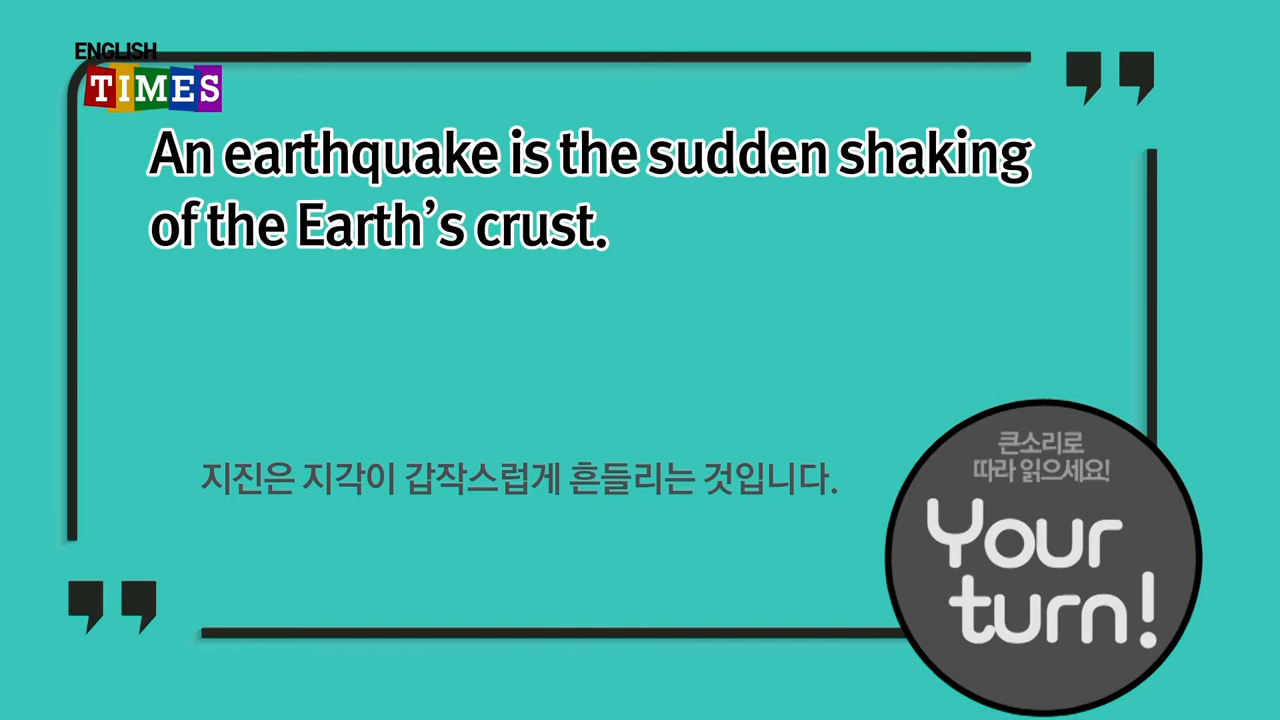 ENGLISH
TIMES
An earthquake is the sudden shaking
of the Earth’s crust.
지진은 지각이 갑작스럽게 흔들리는 것입니다.
큰소리로
따라 읽으세요!
Your
turn!